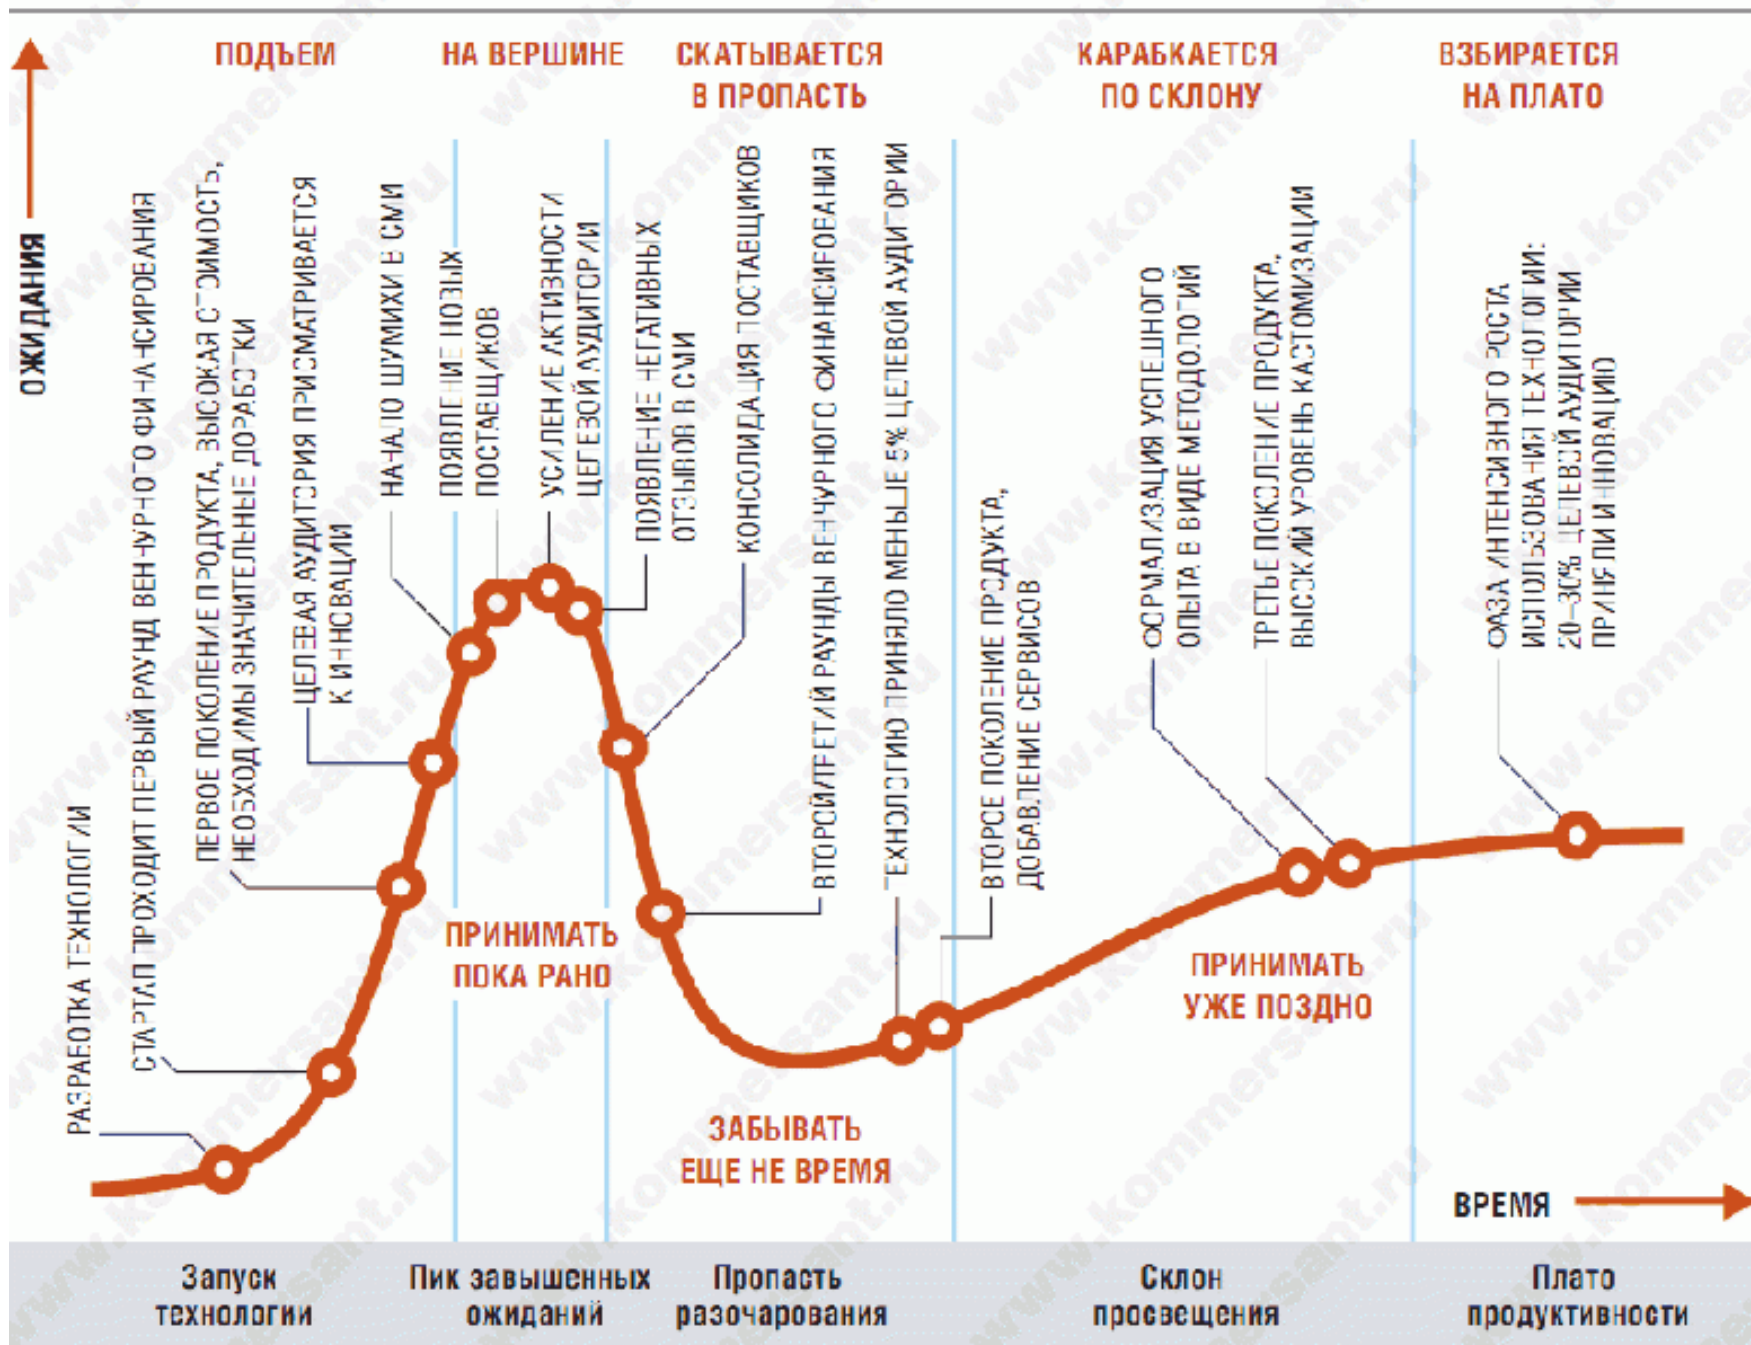 ПОДЪЕМ
НА ВЕРШИНЕ
СКАТЫВАЕТСЯ
В ПРОПАСТЬ
КАРАБКАЕТСЯ
ПО СКЛОНУ
ВЗБИРАЕТСЯ
НА ПЛАТО
ОЖИДАНИЯ
РАЗРАБОТКА ТЕХНОЛОГИИ
СТАРТАП ПРОХОДИТ ПЕРВЫЙ РАУНД ВЕНЧУРНОГО ФИНАНСИРОВАНИЯ
ПЕРВОЕ ПОКОЛЕНИЕ ПРОДУКТА, ВЫСОКАЯ СТОИМОСТЬ,
НЕОБХОДИМЫ ЗНАЧИТЕЛЬНЫЕ ДОРАБОТКИ
ЦЕЛЕВАЯ АУДИТОРИЯ ПРИСМАТРИВАЕТСЯ
К ИННОВАЦИИ
НАЧАЛО ШУМИХИ В СМИ
ПОЯВЛЕНИЕ НОВЫХ
ПОСТАВЩИКОВ
УСИЛЕНИЕ АКТИВНОСТИ
ЦЕЛЕВОЙ АУДИТОРИИ
ПОЯВЛЕНИЕ НЕГАТИВНЫХ
ОТЗЫВОВ В СМИ
КОНСОЛИДАЦИЯ ПОСТАВЩИКОВ
ВТОРОЙ/ТРЕТИЙ РАУНДЫ ВЕНЧУРНОГО ФИНАНСИРОВАНИЯ
ТЕХНОЛОГИЮ ПРИНЯЛО МЕНЬШЕ 5% ЦЕЛЕВОЙ АУДИТОРИИ
ВТОРОЕ ПОКОЛЕНИЕ ПРОДУКТА,
ДОБАВЛЕНИЕ СЕРВИСОВ
ФОРМАЛИЗАЦИЯ УСПЕШНОГО
ОПЫТА В ВИДЕ МЕТОДОЛОГИЙ
ТРЕТЬЕ ПОКОЛЕНИЕ ПРОДУКТА,
ВЫСОКИЙ УРОВЕНЬ КАСТОМИЗАЦИИ
ФАЗА ИНТЕНСИВНОГО РОСТА
ИСПОЛЬЗОВАНИЯ ТЕХНОЛОГИИ:
20–30% ЦЕЛЕВОЙ АУДИТОРИИ
ПРИНЯЛИ ИННОВАЦИЮ
ПРИНИМАТЬ
ПОКА РАНО
ЗАБЫВАТЬ
ЕЩЕ НЕ ВРЕМЯ
ПРИНИМАТЬ
УЖЕ ПОЗДНО
ВРЕМЯ
Запуск
технологии
Пик завышенных
ожиданий
Пропасть
разочарования
Склон
просвещения
Плато
продуктивности
www.kommersant.ru